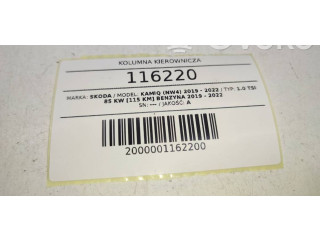 KOLUMNA KIEROWNICZA
116220
MARKA: SKODA / MODEL: KAMIQ (NW4) 2019 - 2022 / TYP: 1.0 TSI
85 KW [115 KM] BENZYNA 2019 - 2022
SN: --- / JAKOŚĆ: A
2000001162200